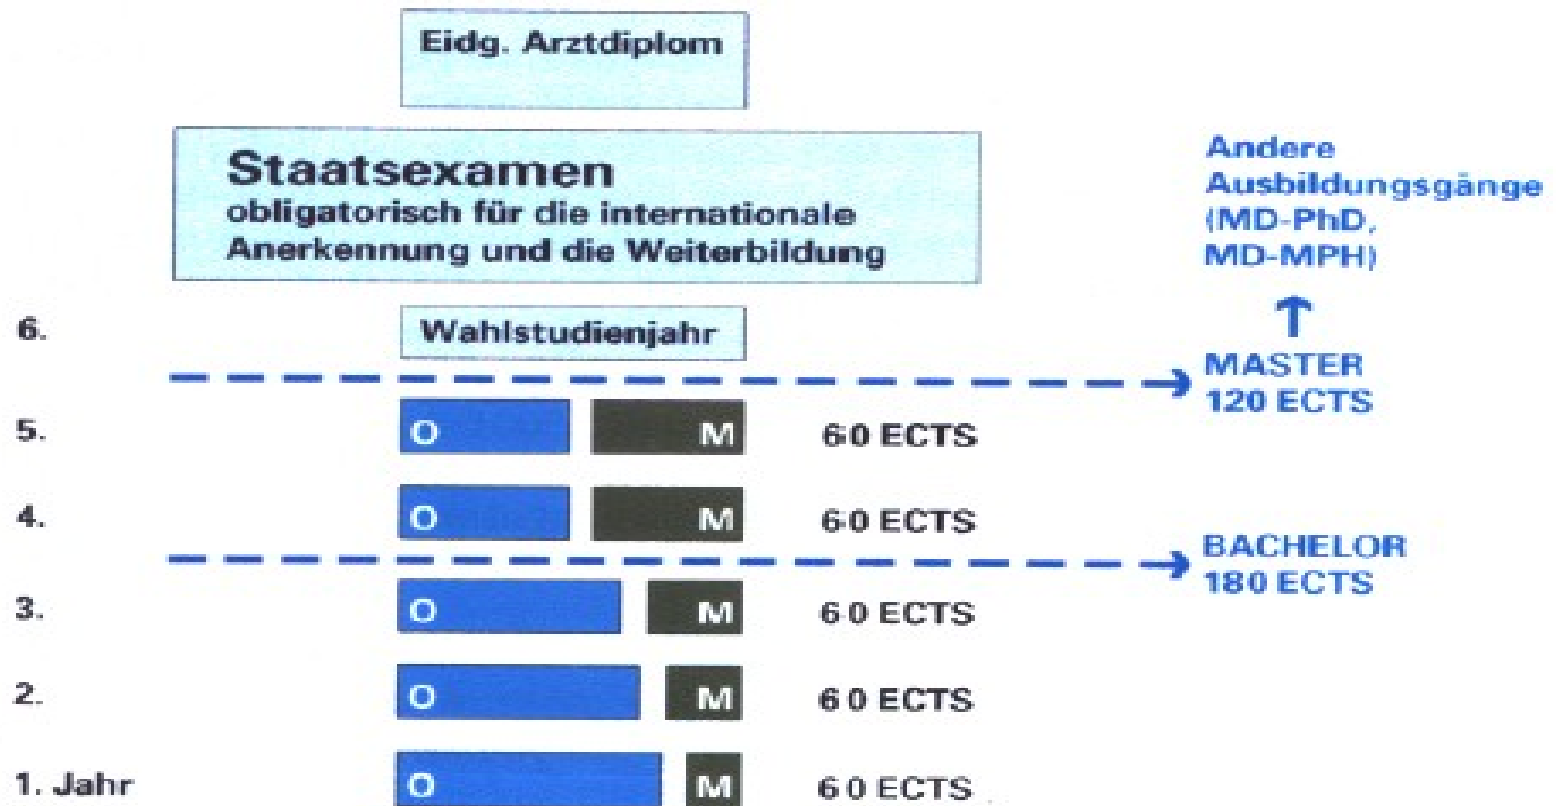 Eidg. Arztdiplom
Staatsexamen
obligatorisch für die internationale
Anerkennung und die Weiterbildung
Andere
Ausbildungsgänge
(MD-PhD,
MD-MPH)
6.
Wahlstudienjahr
MASTER
120 ECTS
5.
O M
60 ECTS
4.
O M
60 ECTS
BACHELOR
180 ECTS
3.
O M
60 ECTS
2.
O M
60 ECTS
1. Jahr
O M
60 ECTS